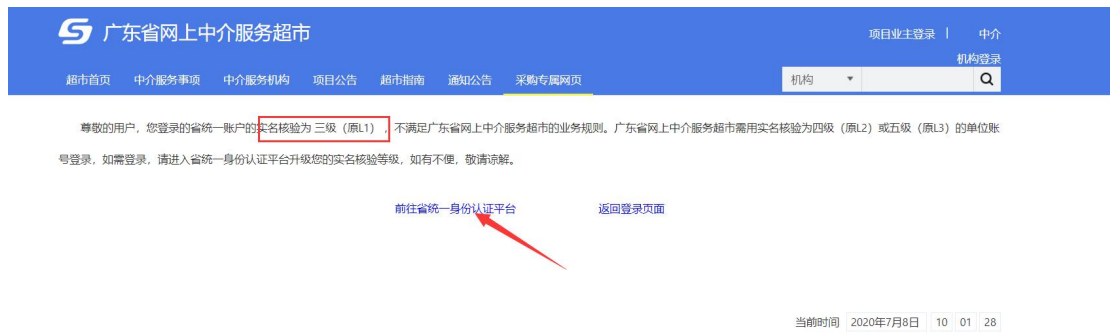 广东省网上中介服务超市
项目业主登录 | 中介
机构登录
超市首页 中介服务事项 中介服务机构 项目公告 超市指南 通知公告 采购专属网页 机构
尊敬的用户，您登录的省统一账户的实名核验为 三级（原L1），不满足广东省网上中介服务超市的业务规则。广东省网上中介服务超市需用实名核验为四级（原L2）或五级（原L3）的单位账
号登录，如需登录，请进入省统一身份认证平台升级您的实名核验等级，如有不便，敬请谅解。
前往省统一身份认证平台 返回登录页面
当前时间 2020年7月8日 10 01 28